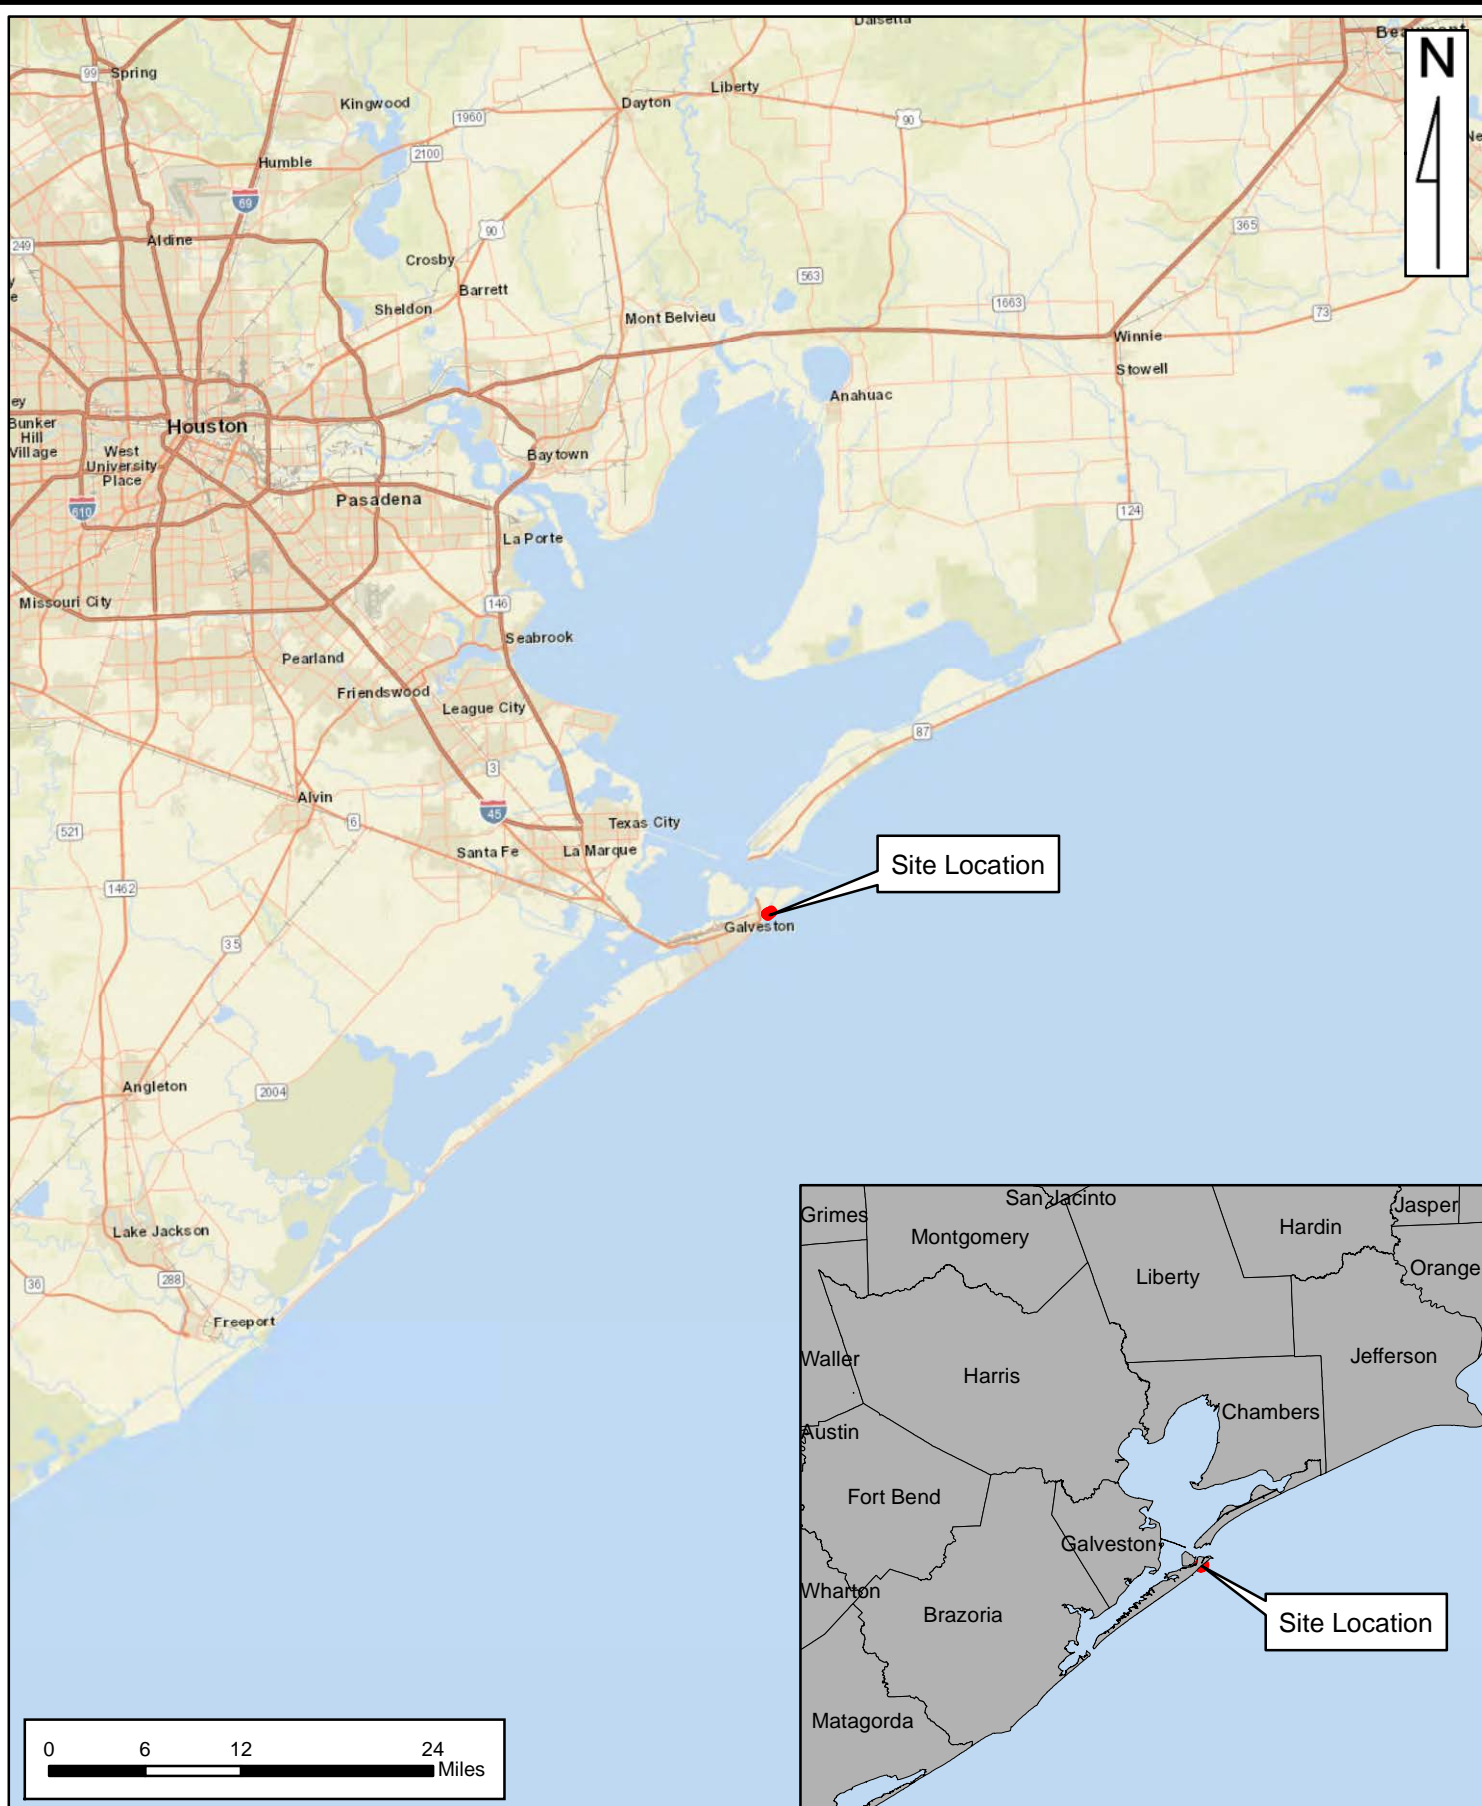 Daisetta
N
99
Spring
Kingwood
1960
Dayton
Liberty
90
2100
Humble
69
249
Aldine
90
365
Crosby
563
Barrett
Sheldon
1663
Mont Belvieu
73
Winnie
Stowell
Anahuac
Houston
Bunker
Hill
Village
West
University
Place
Baytown
Pasadena
610
124
La Porte
Missouri City
146
Seabrook
Pearland
Friendswood
League City
87
3
Alvin
45
6
Texas City
521
Santa Fe
La Marque
Site Location
1462
Galveston
35
Angleton
2004
Lake Jackson
36
288
Freeport
San Jacinto
Grimes
Jasper
Montgomery
Hardin
Liberty
Orange
Waller
Harris
Jefferson
Chambers
Austin
Fort Bend
Galveston
Wharton
Brazoria
Site Location
Matagorda
0 6 12 24
Miles